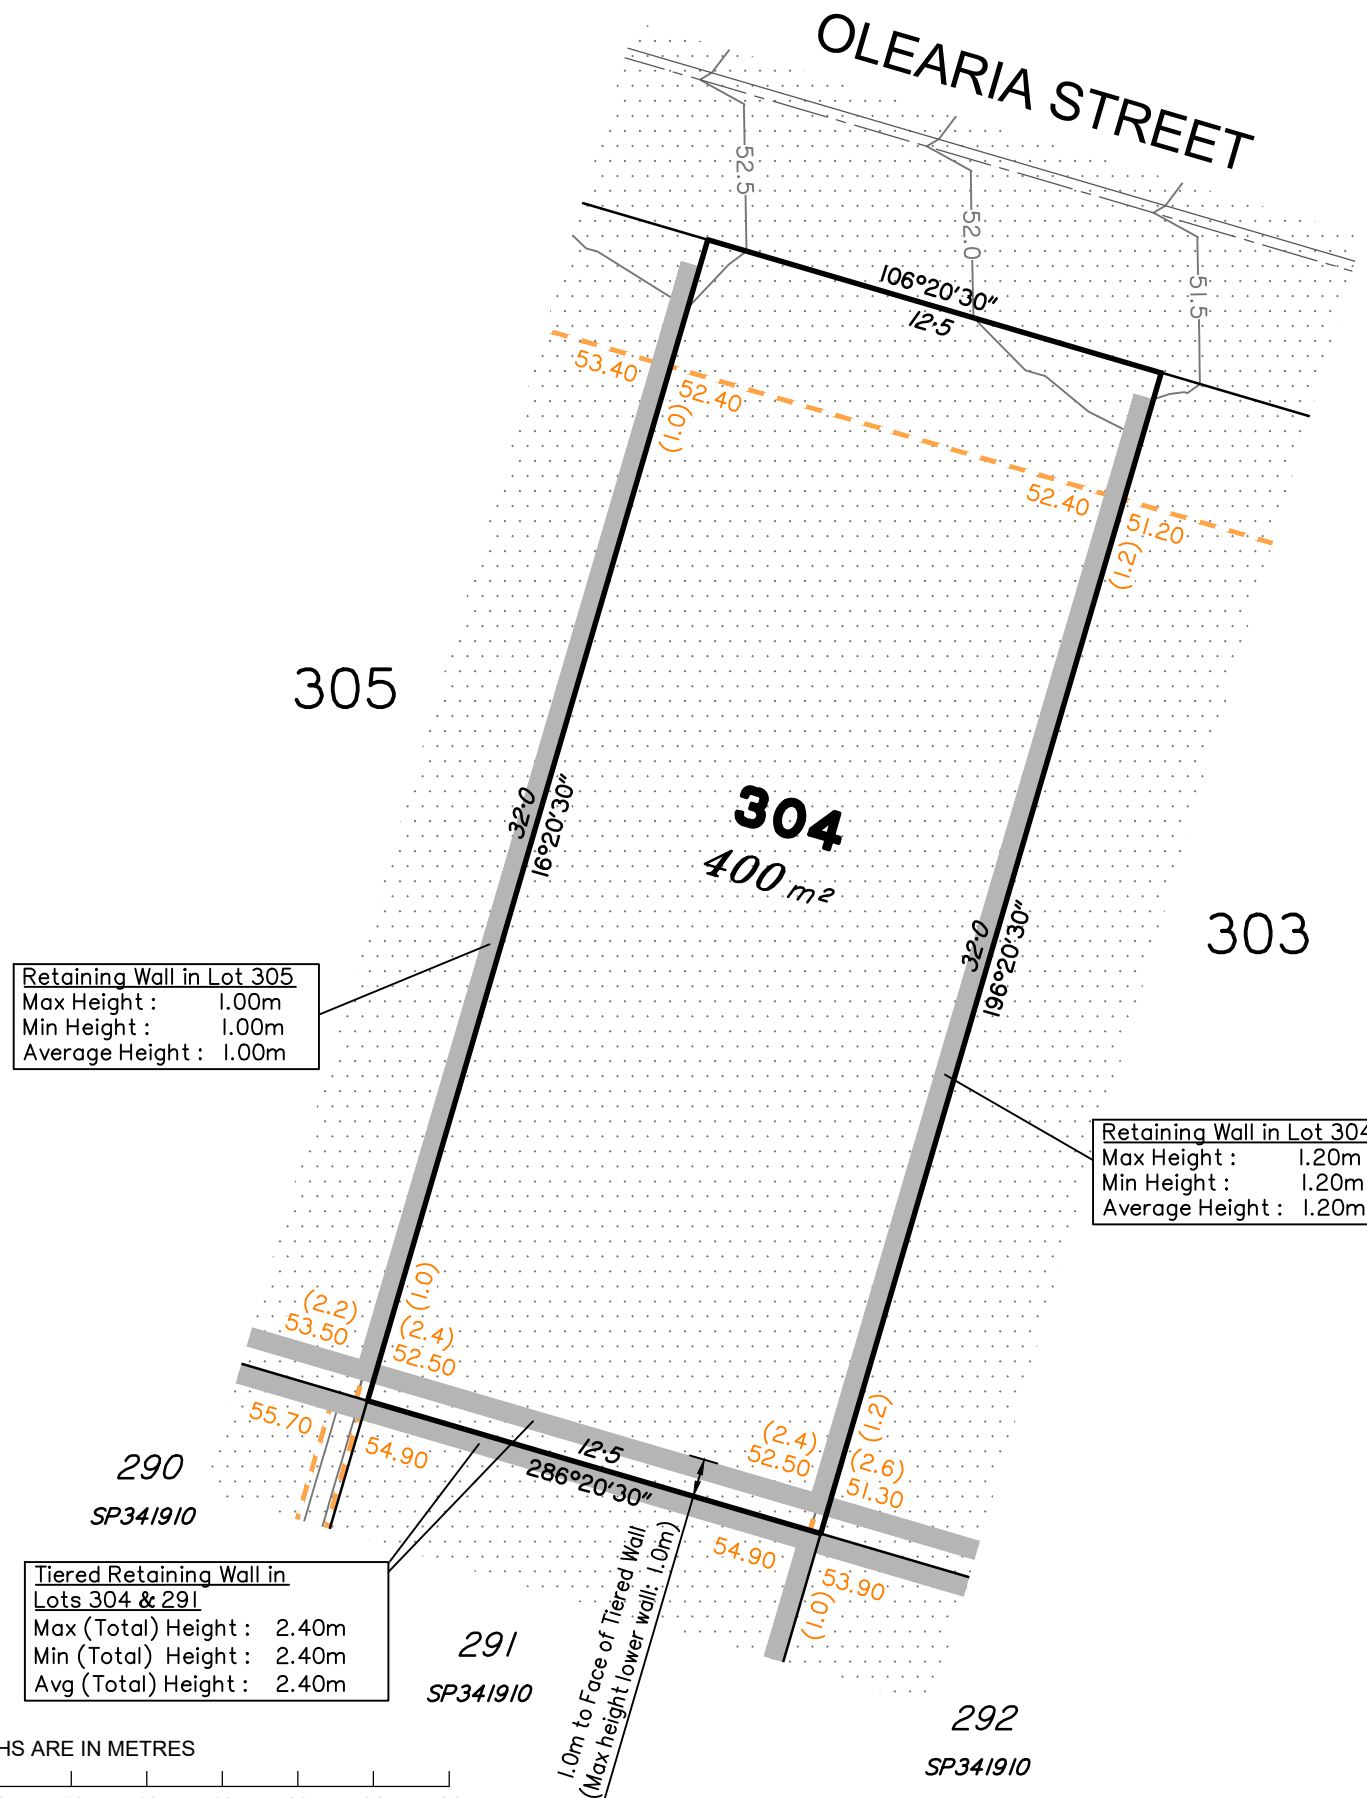 OLEARIA STREET
52.5
52.0
51.5
106°20'30"
12·5
53.40
52.40
(1.0)
52.40
51.20
(1.2)
305
32·0
16°20'30"
304
400 m²
32·0
196°20'30"
303
Retaining Wall in Lot 305
Max Height : 1.00m
Min Height : 1.00m
Average Height : 1.00m
Retaining Wall in Lot 304
Max Height : 1.20m
Min Height : 1.20m
Average Height : 1.20m
(2.2)
53.50
(1.0)
(2.4)
52.50
(2.4)
52.50
(1.2)
(2.6)
51.30
55.70
54.90
12·5
286°20'30"
54.90
53.90
(1.0)
290
SP341910
Tiered Retaining Wall in
Lots 304 & 291
Max (Total) Height : 2.40m
Min (Total) Height : 2.40m
Avg (Total) Height : 2.40m
291
SP341910
1.0m to Face of Tiered Wall
(Max height lower wall: 1.0m)
292
SP341910
HS ARE IN METRES